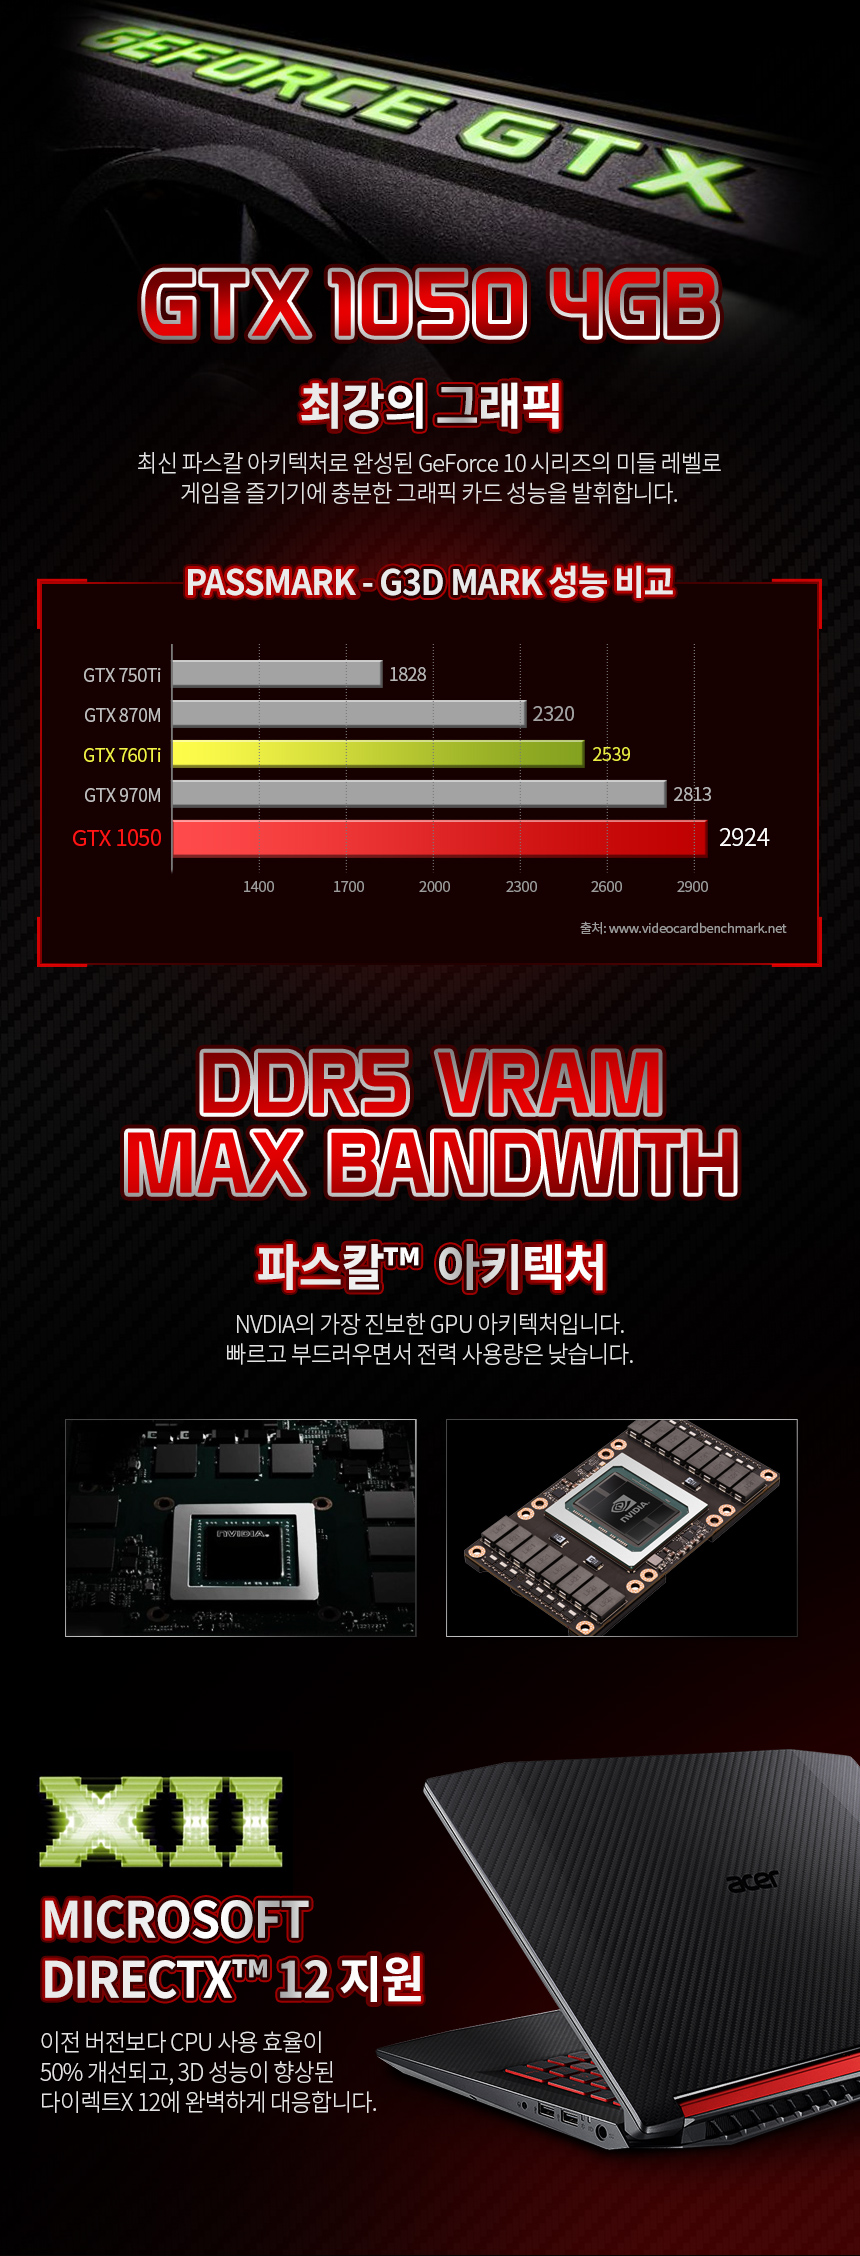 GEFORCE GTX
GTX 1050 4GB
최강의 그래픽
최신 파스칼 아키텍처로 완성된 GeForce 10 시리즈의 미들 레벨로
게임을 즐기기에 충분한 그래픽 카드 성능을 발휘합니다.
PASSMARK - G3D MARK 성능 비교
GTX 750Ti 1828
GTX 870M 2320
GTX 760Ti 2539
GTX 970M 2813
GTX 1050 2924
1400 1700 2000 2300 2600 2900
출처: www.videocardbenchmark.net
DDR5 VRAM
MAX BANDWITH
파스칼™ 아키텍처
NVDIA의 가장 진보한 GPU 아키텍처입니다.
빠르고 부드러우면서 전력 사용량은 낮습니다.
NVIDIA.
NVIDIA.
XII
acer
MICROSOFT
DIRECTX™ 12 지원
이전 버전보다 CPU 사용 효율이
50% 개선되고, 3D 성능이 향상된
다이렉트X 12에 완벽하게 대응합니다.